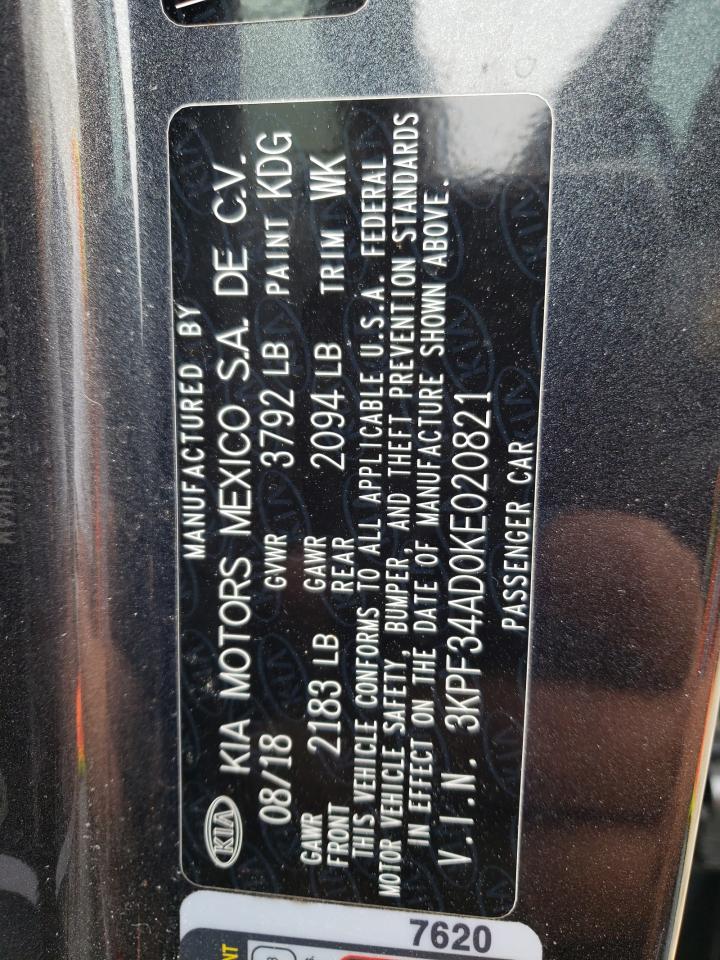 MANUFACTURED BY
KIA KIA MOTORS MEXICO S.A. DE C.V.
08/18 GVWR 3792 LB PAINT KDG
GAWR FRONT 2183 LB GAWR REAR 2094 LB TRIM WK
THIS VEHICLE CONFORMS TO ALL APPLICABLE U.S.A. FEDERAL
MOTOR VEHICLE SAFETY, BUMPER, AND THEFT PREVENTION STANDARDS
IN EFFECT ON THE DATE OF MANUFACTURE SHOWN ABOVE.
V.I.N. 3KPF34AD0KE020821
PASSENGER CAR
7620